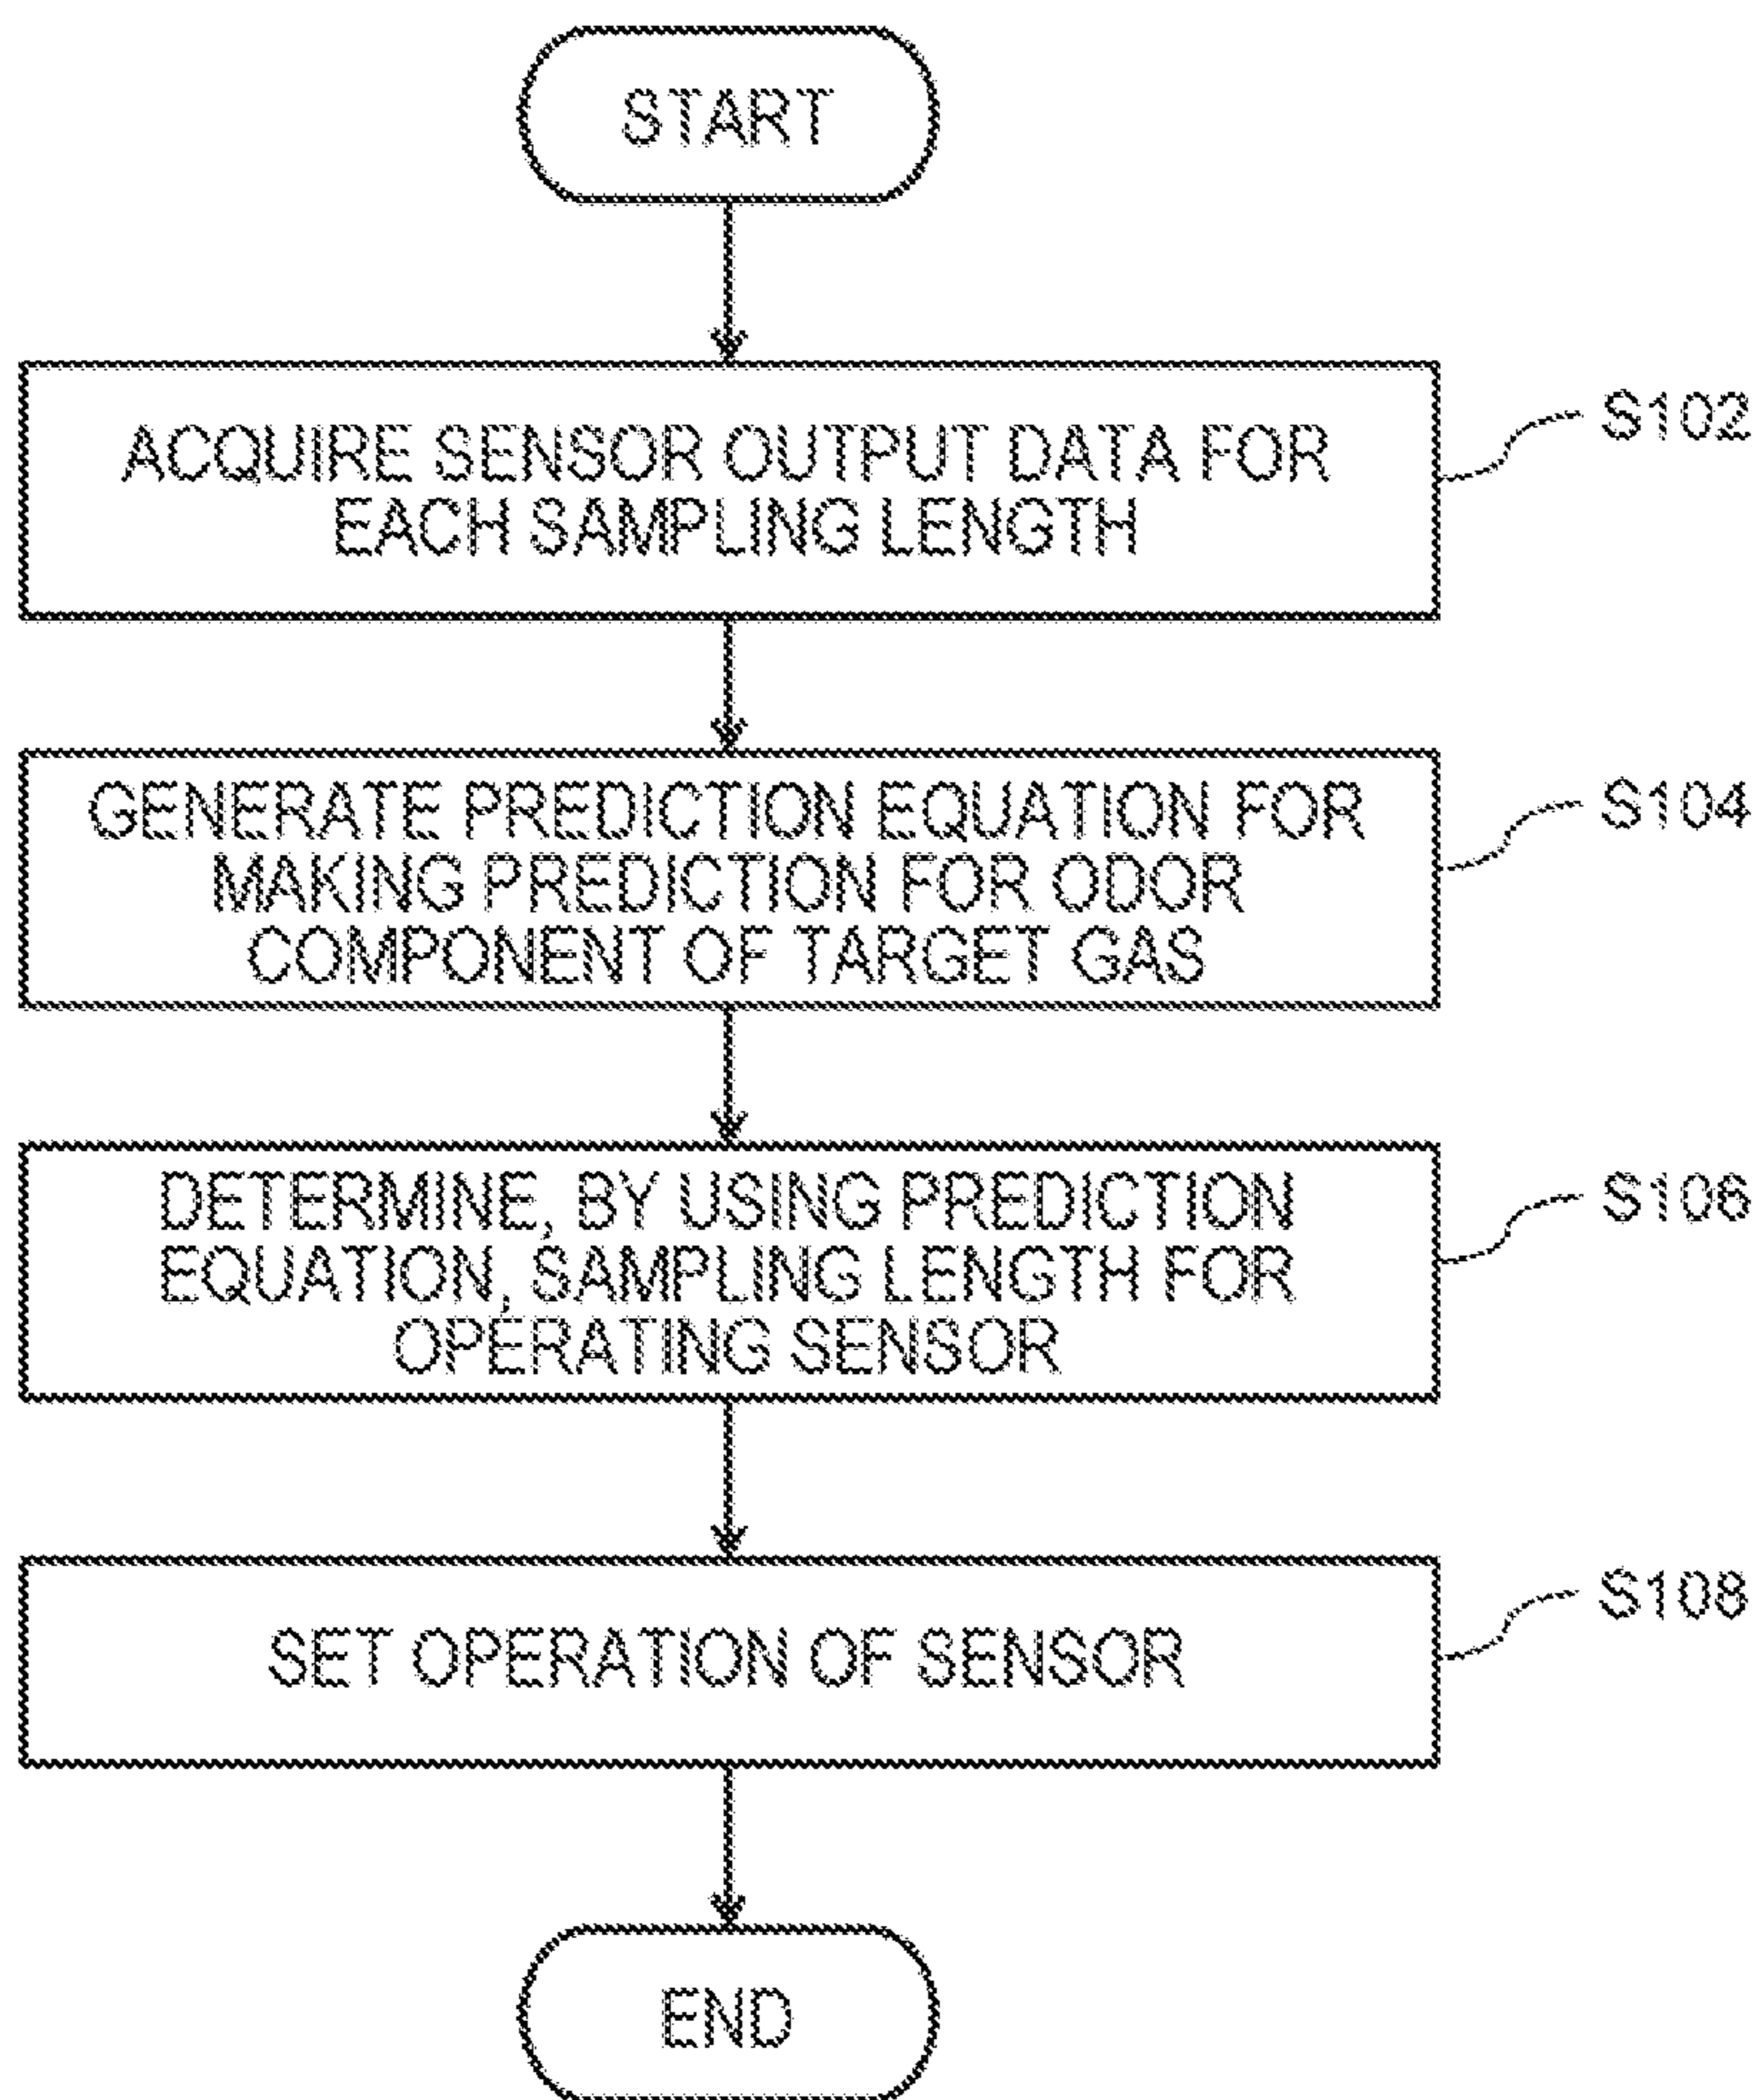 START
ACQUIRE SENSOR OUTPUT DATA FOR
EACH SAMPLING LENGTH
S102
GENERATE PREDICTION EQUATION FOR
MAKING PREDICTION FOR ODOR
COMPONENT OF TARGET GAS
S104
DETERMINE, BY USING PREDICTION
EQUATION, SAMPLING LENGTH FOR
OPERATING SENSOR
S106
SET OPERATION OF SENSOR
S108
END